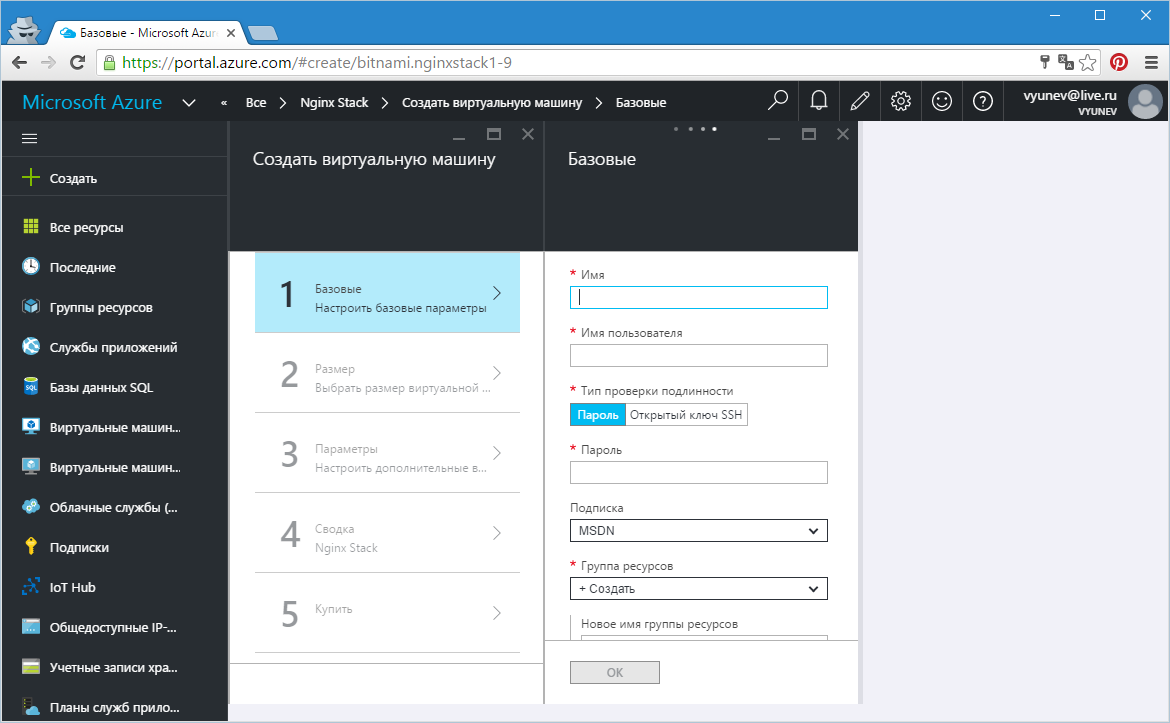 Базовые - Microsoft Azur
https://portal.azure.com/#create/bitnami.nginxstack1-9
Microsoft Azure
« Все > Nginx Stack > Создать виртуальную машину > Базовые
vyunev@live.ru
VYUNEV
Создать
Все ресурсы
Последние
Группы ресурсов
Службы приложений
Базы данных SQL
Виртуальные машин...
Виртуальные машин...
Облачные службы (...
Подписки
IoT Hub
Общедоступные IP-...
Учетные записи хра...
Планы служб прило...
Создать виртуальную машину
1
Базовые
Настроить базовые параметры
2
Размер
Выбрать размер виртуальной ...
3
Параметры
Настроить дополнительные в...
4
Сводка
Nginx Stack
5
Купить
Базовые
* Имя
* Имя пользователя
* Тип проверки подлинности
Пароль Открытый ключ SSH
* Пароль
Подписка
MSDN
* Группа ресурсов
+ Создать
Новое имя группы ресурсов
OK